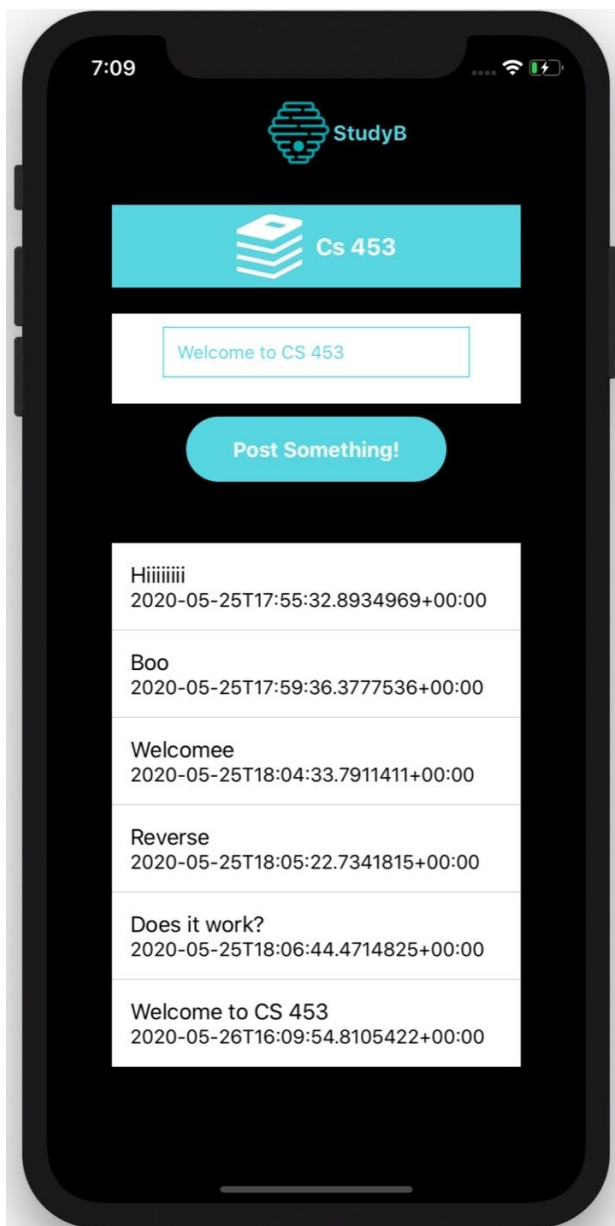 7:09
StudyB
Cs 453
Welcome to CS 453
Post Something!
Hiiiiiiii
2020-05-25T17:55:32.8934969+00:00
Boo
2020-05-25T17:59:36.3777536+00:00
Welcomee
2020-05-25T18:04:33.7911411+00:00
Reverse
2020-05-25T18:05:22.7341815+00:00
Does it work?
2020-05-25T18:06:44.4714825+00:00
Welcome to CS 453
2020-05-26T16:09:54.8105422+00:00